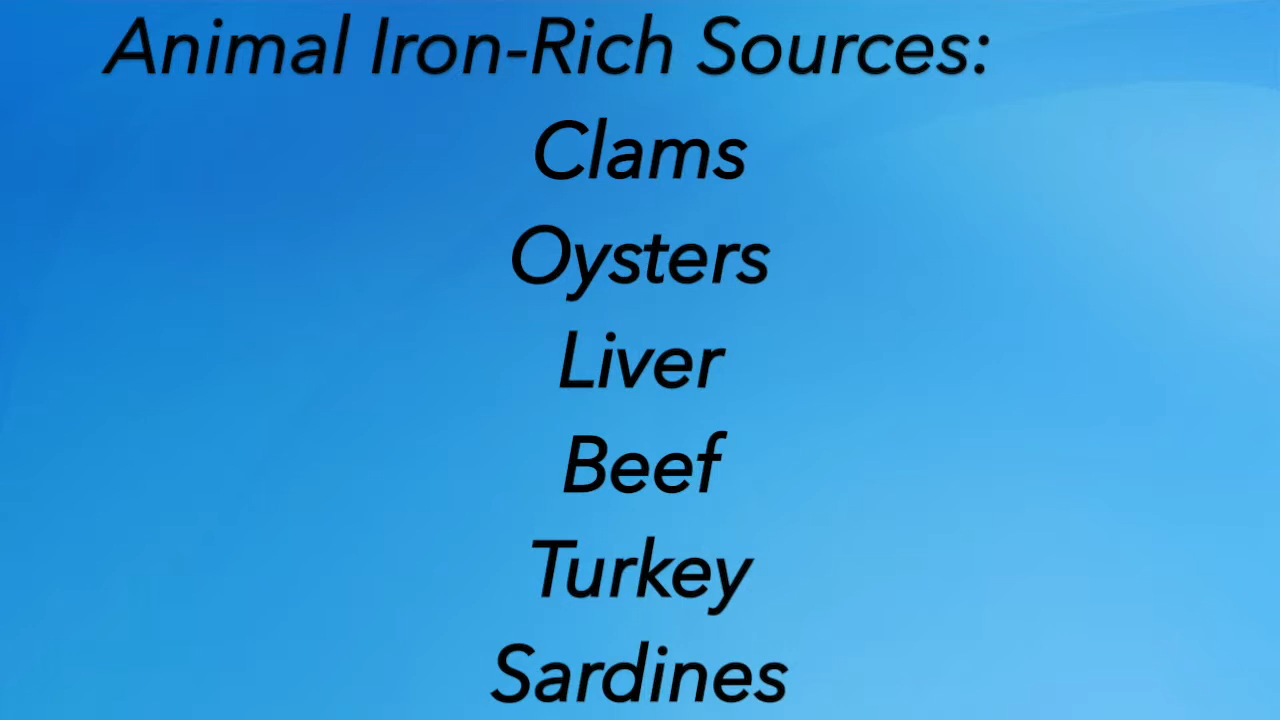 Animal Iron-Rich Sources:
Clams
Oysters
Liver
Beef
Turkey
Sardines